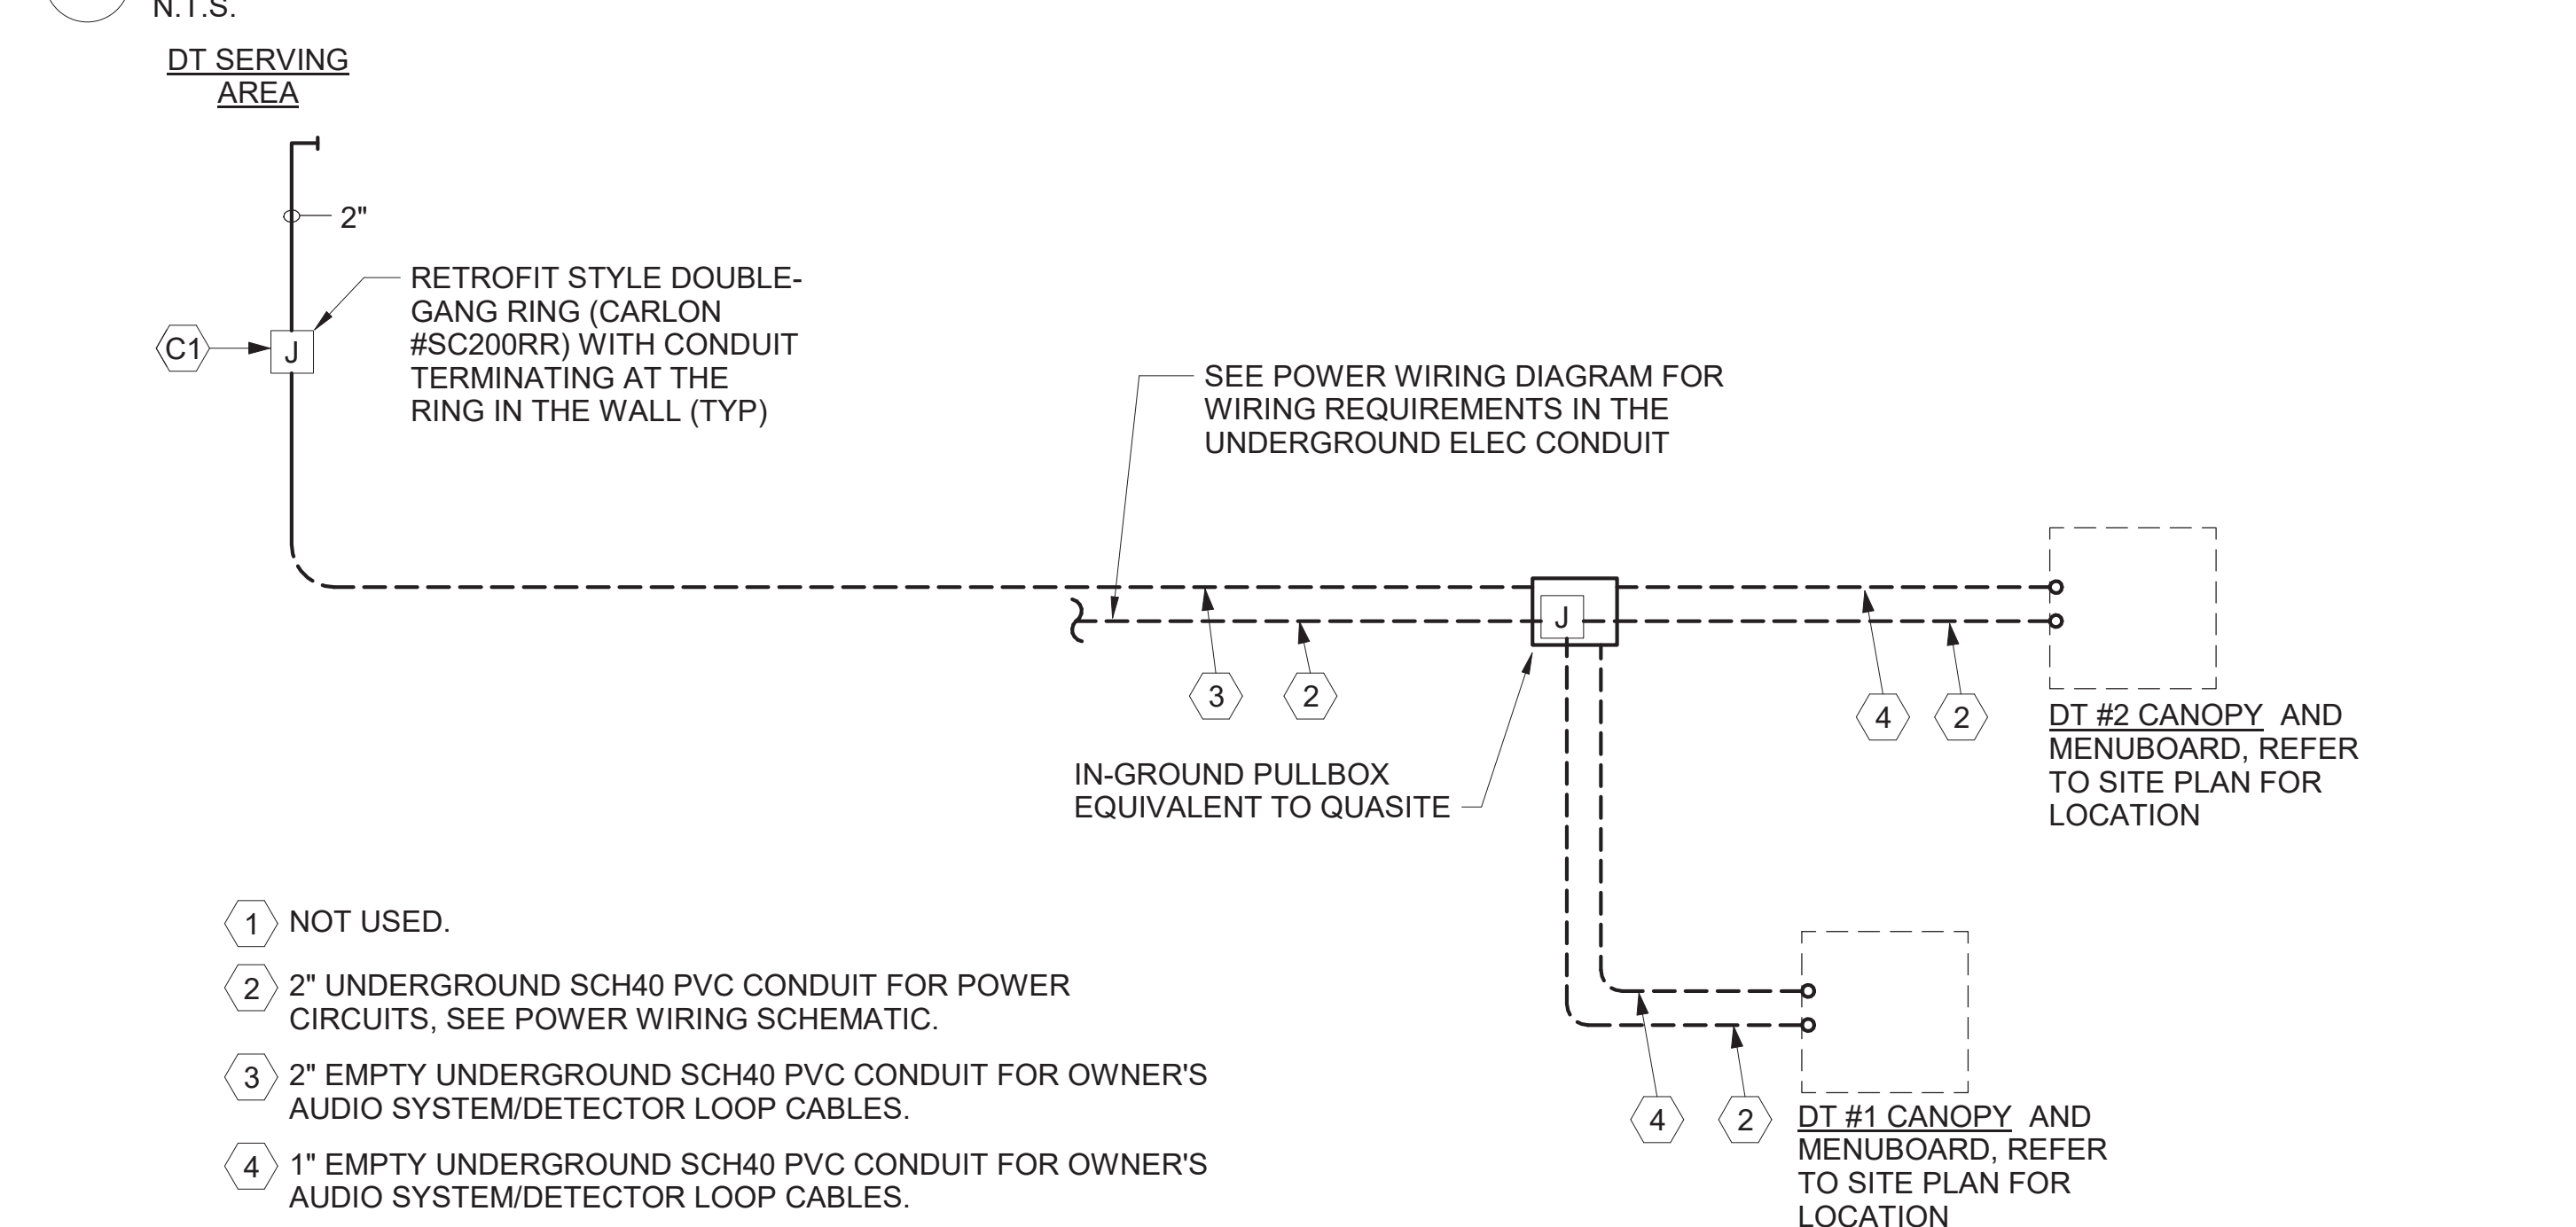 N.T.S.
DT SERVING
AREA
2"
RETROFIT STYLE DOUBLE-
GANG RING (CARLON
#SC200RR) WITH CONDUIT
TERMINATING AT THE
RING IN THE WALL (TYP)
C1
J
SEE POWER WIRING DIAGRAM FOR
WIRING REQUIREMENTS IN THE
UNDERGROUND ELEC CONDUIT
J
3
2
4
2
DT #2 CANOPY AND
MENUBOARD, REFER
TO SITE PLAN FOR
LOCATION
IN-GROUND PULLBOX
EQUIVALENT TO QUASITE
1 NOT USED.
2 2" UNDERGROUND SCH40 PVC CONDUIT FOR POWER
CIRCUITS, SEE POWER WIRING SCHEMATIC.
3 2" EMPTY UNDERGROUND SCH40 PVC CONDUIT FOR OWNER'S
AUDIO SYSTEM/DETECTOR LOOP CABLES.
4 1" EMPTY UNDERGROUND SCH40 PVC CONDUIT FOR OWNER'S
AUDIO SYSTEM/DETECTOR LOOP CABLES.
4
2
DT #1 CANOPY AND
MENUBOARD, REFER
TO SITE PLAN FOR
LOCATION